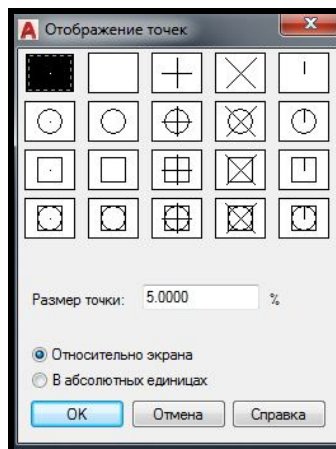 A Отображение точек
Размер точки: 5.0000 %
Относительно экрана
В абсолютных единицах
OK Отмена Справка